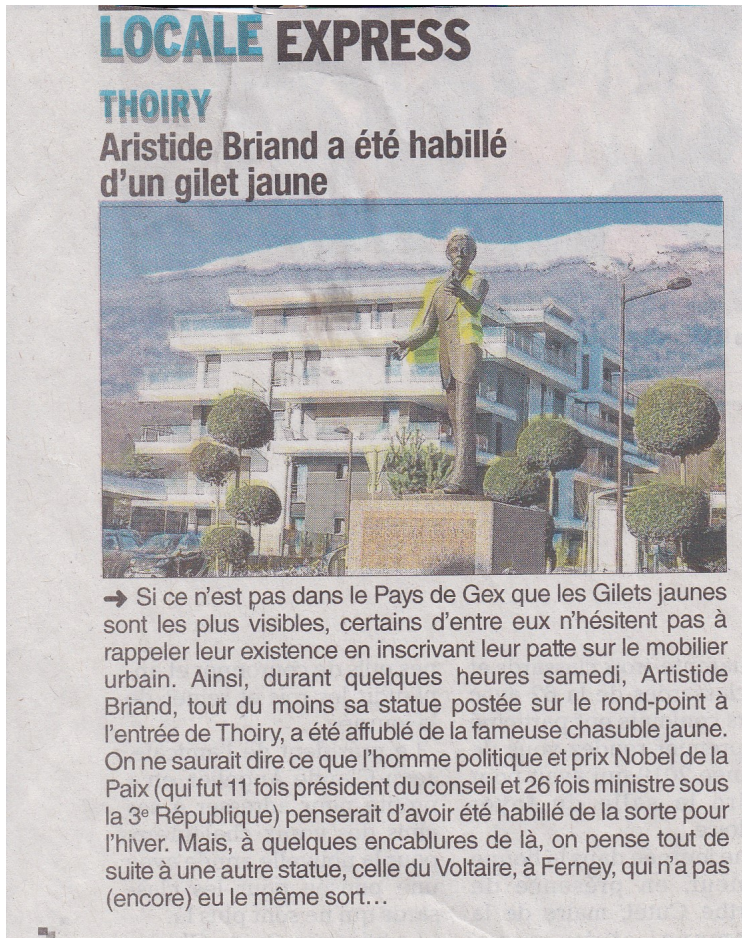 LOCALE EXPRESS
THOIRY
Aristide Briand a été habillé
d'un gilet jaune
➔ Si ce n'est pas dans le Pays de Gex que les Gilets jaunes
sont les plus visibles, certains d'entre eux n'hésitent pas à
rappeler leur existence en inscrivant leur patte sur le mobilier
urbain. Ainsi, durant quelques heures samedi, Artistide
Briand, tout du moins sa statue postée sur le rond-point à
l'entrée de Thoiry, a été affublé de la fameuse chasuble jaune.
On ne saurait dire ce que l'homme politique et prix Nobel de la
Paix (qui fut 11 fois président du conseil et 26 fois ministre sous
la 3e République) penserait d'avoir été habillé de la sorte pour
l'hiver. Mais, à quelques encablures de là, on pense tout de
suite à une autre statue, celle du Voltaire, à Ferney, qui n'a pas
(encore) eu le même sort…